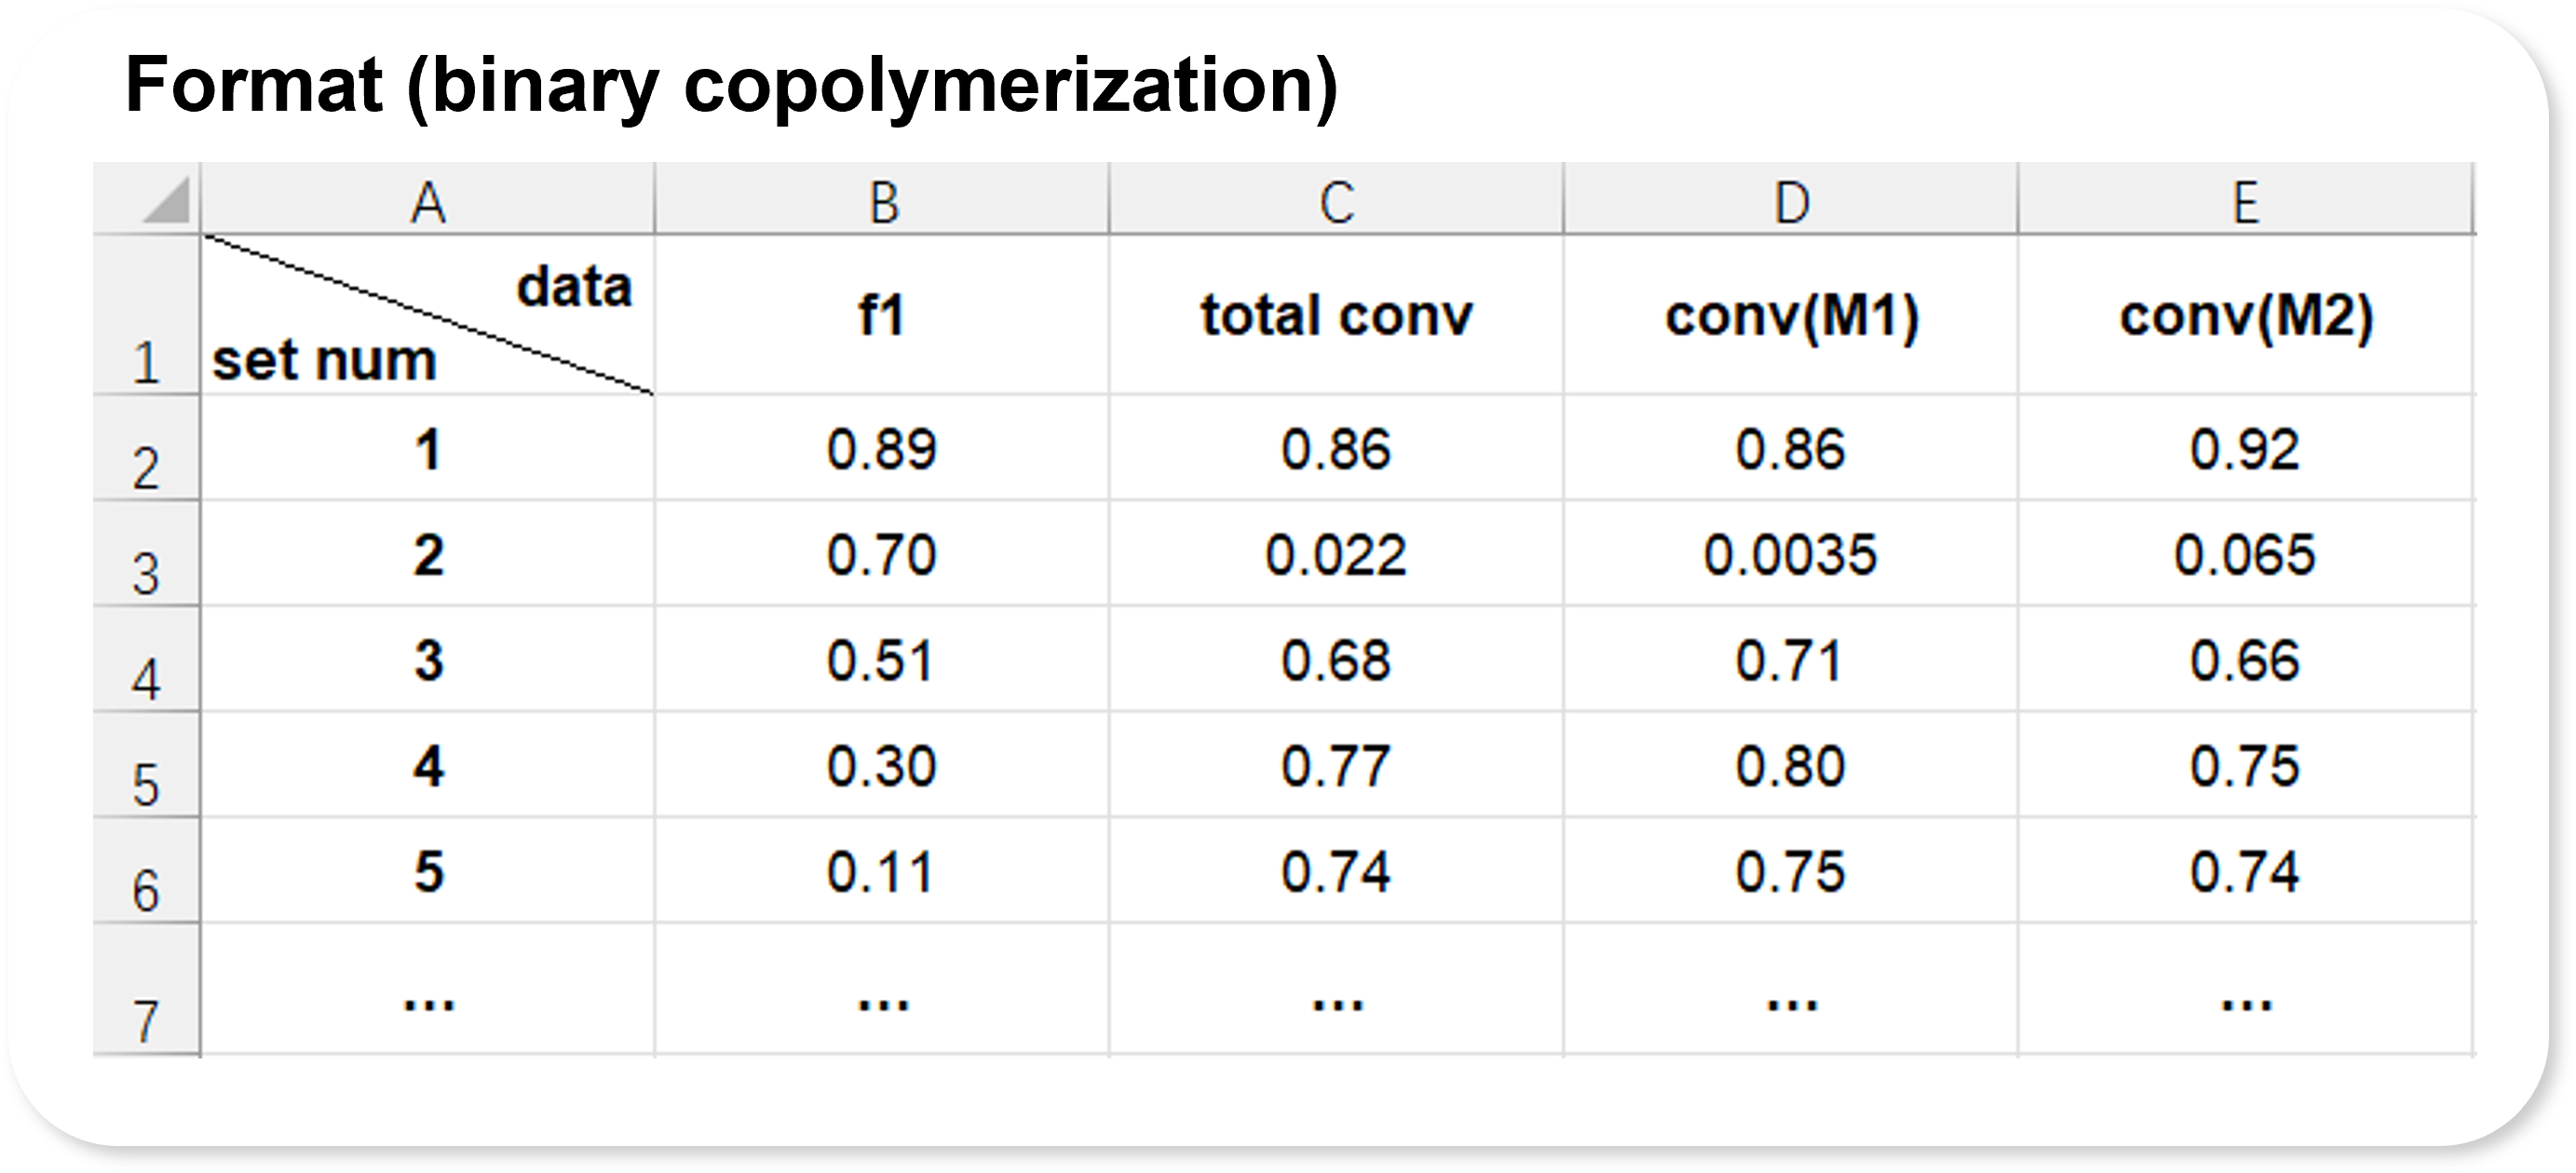 Format (binary copolymerization)
A B C D E
data
set num
1 f1 total conv conv(M1) conv(M2)
2 1 0.89 0.86 0.86 0.92
3 2 0.70 0.022 0.0035 0.065
4 3 0.51 0.68 0.71 0.66
5 4 0.30 0.77 0.80 0.75
6 5 0.11 0.74 0.75 0.74
7 ... ... ... ... ...